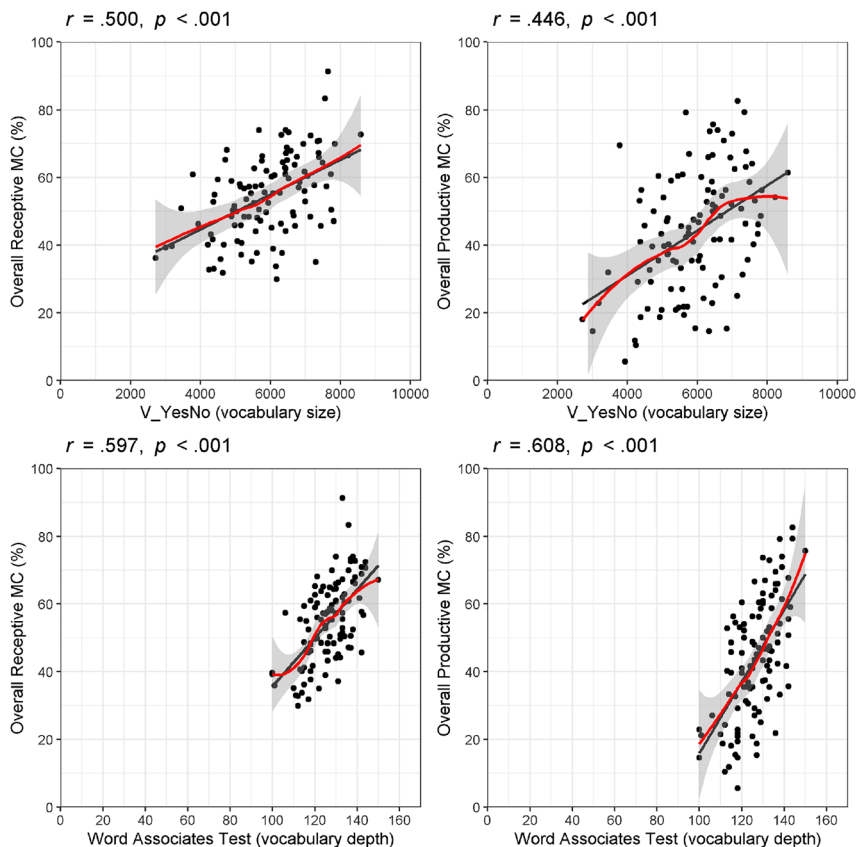 r = .500, p < .001
Overall Receptive MC (%)
100
80
60
40
20
0
0 2000 4000 6000 8000 10000
V_YesNo (vocabulary size)
r = .446, p < .001
Overall Productive MC (%)
100
80
60
40
20
0
0 2000 4000 6000 8000 10000
V_YesNo (vocabulary size)
r = .597, p < .001
Overall Receptive MC (%)
100
80
60
40
20
0
0 20 40 60 80 100 120 140 160
Word Associates Test (vocabulary depth)
r = .608, p < .001
Overall Productive MC (%)
100
80
60
40
20
0
0 20 40 60 80 100 120 140 160
Word Associates Test (vocabulary depth)